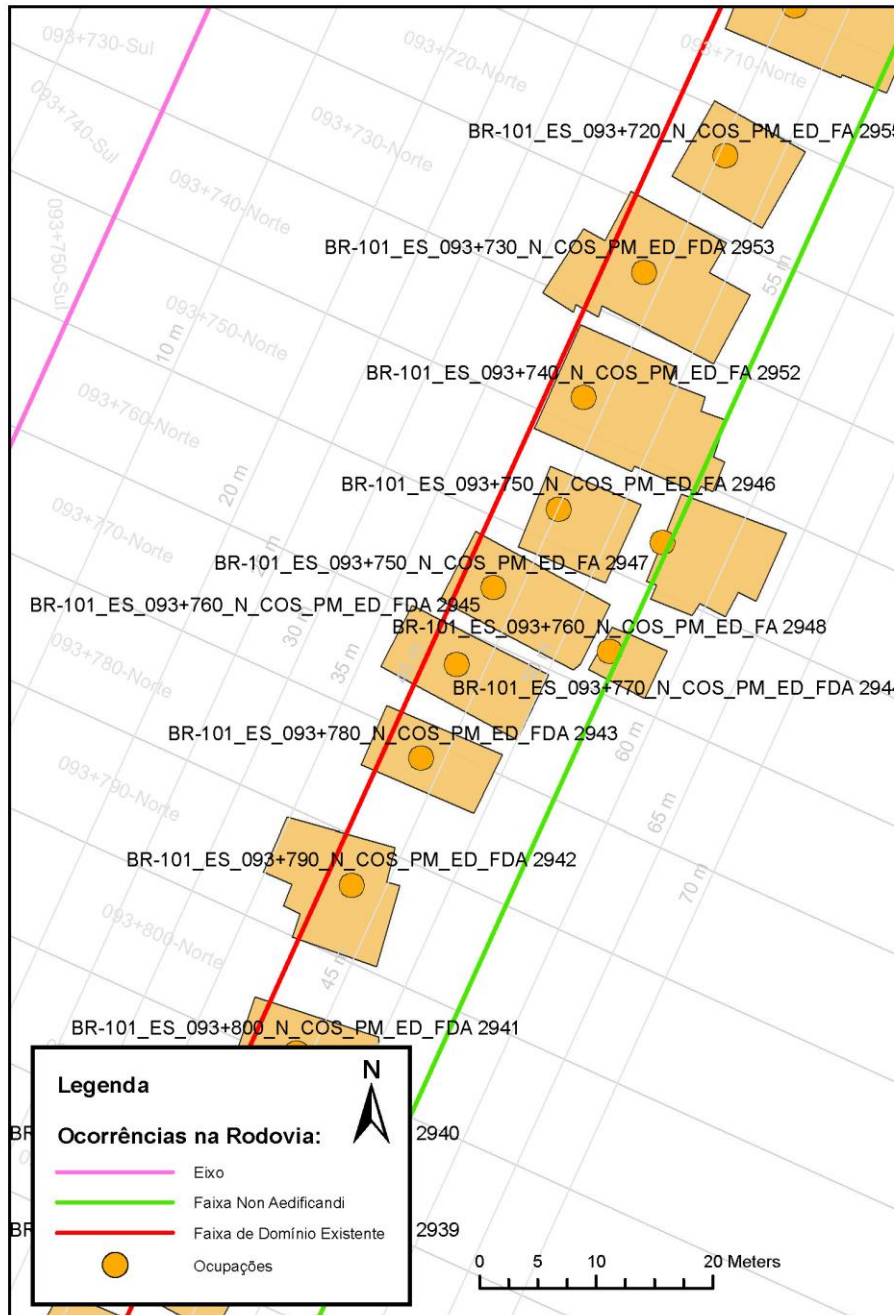 093+730-Sul
093+720-Norte
093+710-Norte
093+740-Sul
093+730-Norte
BR-101_ES_093+720_N_COS_PM_ED_FA 2955
093+740-Norte
093+750-Sul
BR-101_ES_093+730_N_COS_PM_ED_FDA 2953
55 m
093+750-Norte
10 m
BR-101_ES_093+740_N_COS_PM_ED_FA 2952
093+760-Norte
20 m
BR-101_ES_093+750_N_COS_PM_ED_FA 2946
093+770-Norte
BR-101_ES_093+750_N_COS_PM_ED_FA 2947
BR-101_ES_093+760_N_COS_PM_ED_FDA 2945
30 m
BR-101_ES_093+760_N_COS_PM_ED_FA 2948
093+780-Norte
35 m
BR-101_ES_093+770_N_COS_PM_ED_FDA 2944
BR-101_ES_093+780_N_COS_PM_ED_FDA 2943
60 m
093+790-Norte
65 m
BR-101_ES_093+790_N_COS_PM_ED_FDA 2942
70 m
093+800-Norte
45 m
BR-101_ES_093+800_N_COS_PM_ED_FDA 2941
Legenda
N
Ocorrências na Rodovia:
BR
2940
Eixo
Faixa Non Aedificandi
BR
Faixa de Domínio Existente
2939
Ocupações
0 5 10 20 Meters